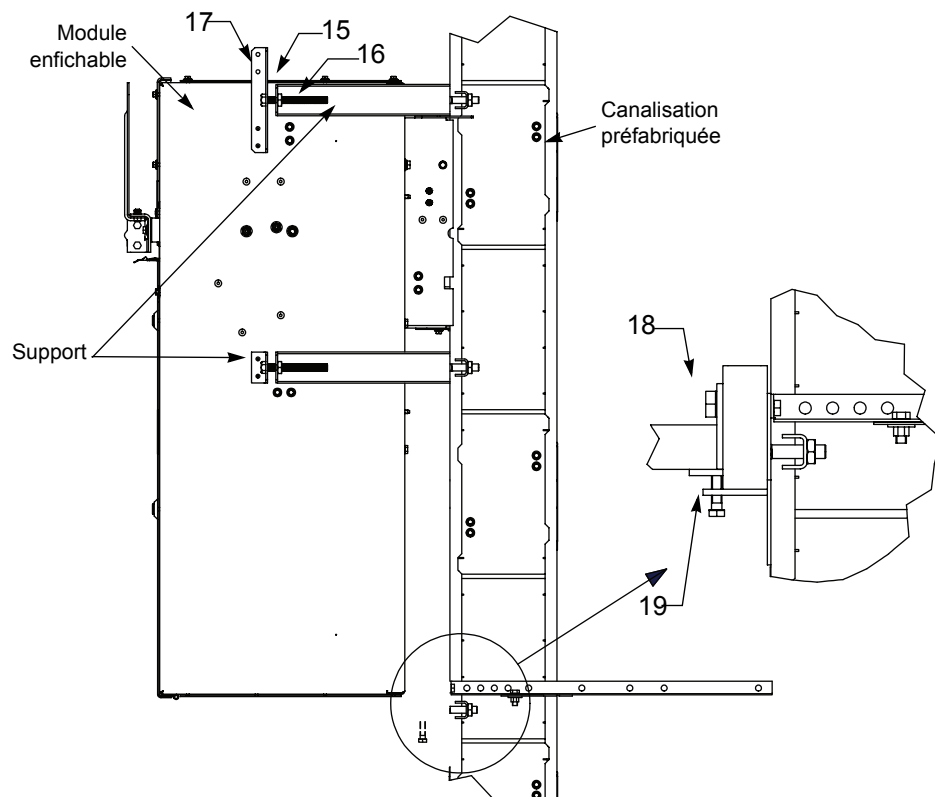 17
15
Module
enfichable
16
Canalisation
préfabriquée
18
Support
19